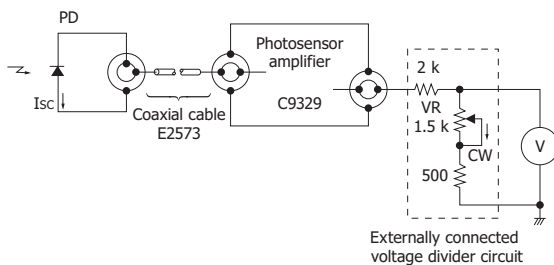 PD
Isc
Coaxial cable
E2573
Photosensor
amplifier
C9329
2 k
VR
1.5 k
CW
500
V
Externally connected
voltage divider circuit